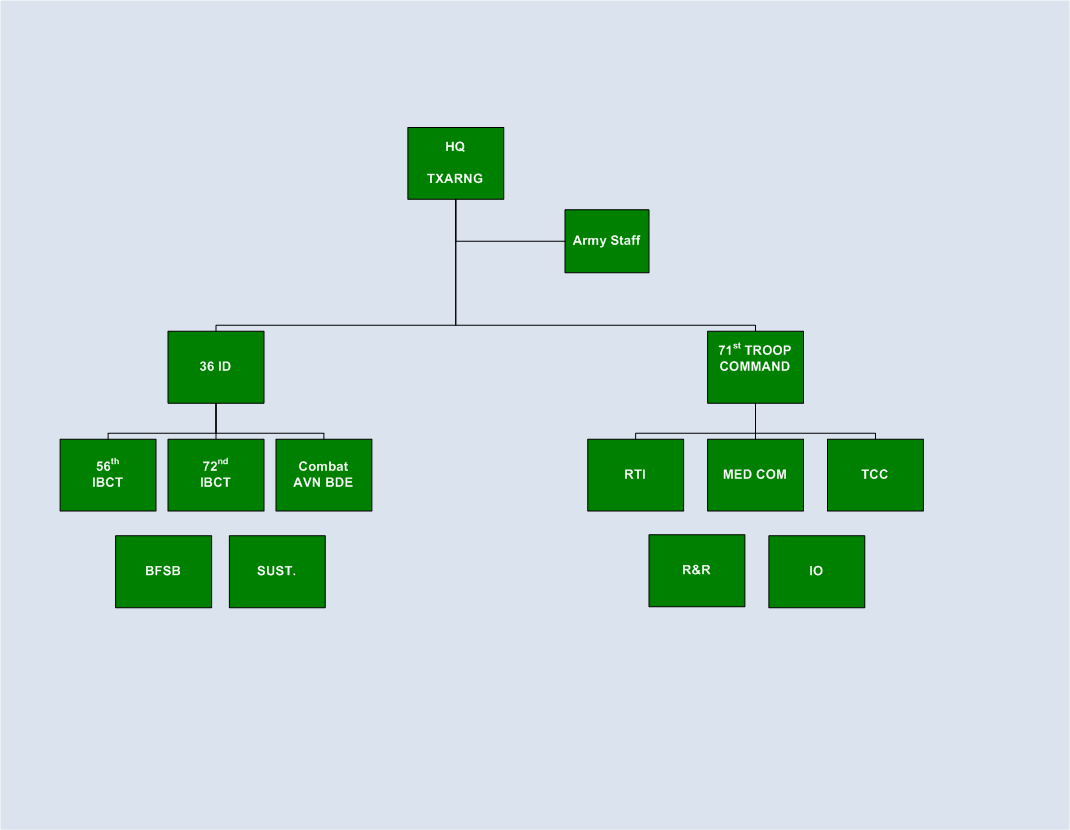 HQ
TXARNG
Army Staff
36 ID
71st TROOP
COMMAND
56th
IBCT
72nd
IBCT
Combat
AVN BDE
RTI
MED COM
TCC
BFSB
SUST.
R&R
IO